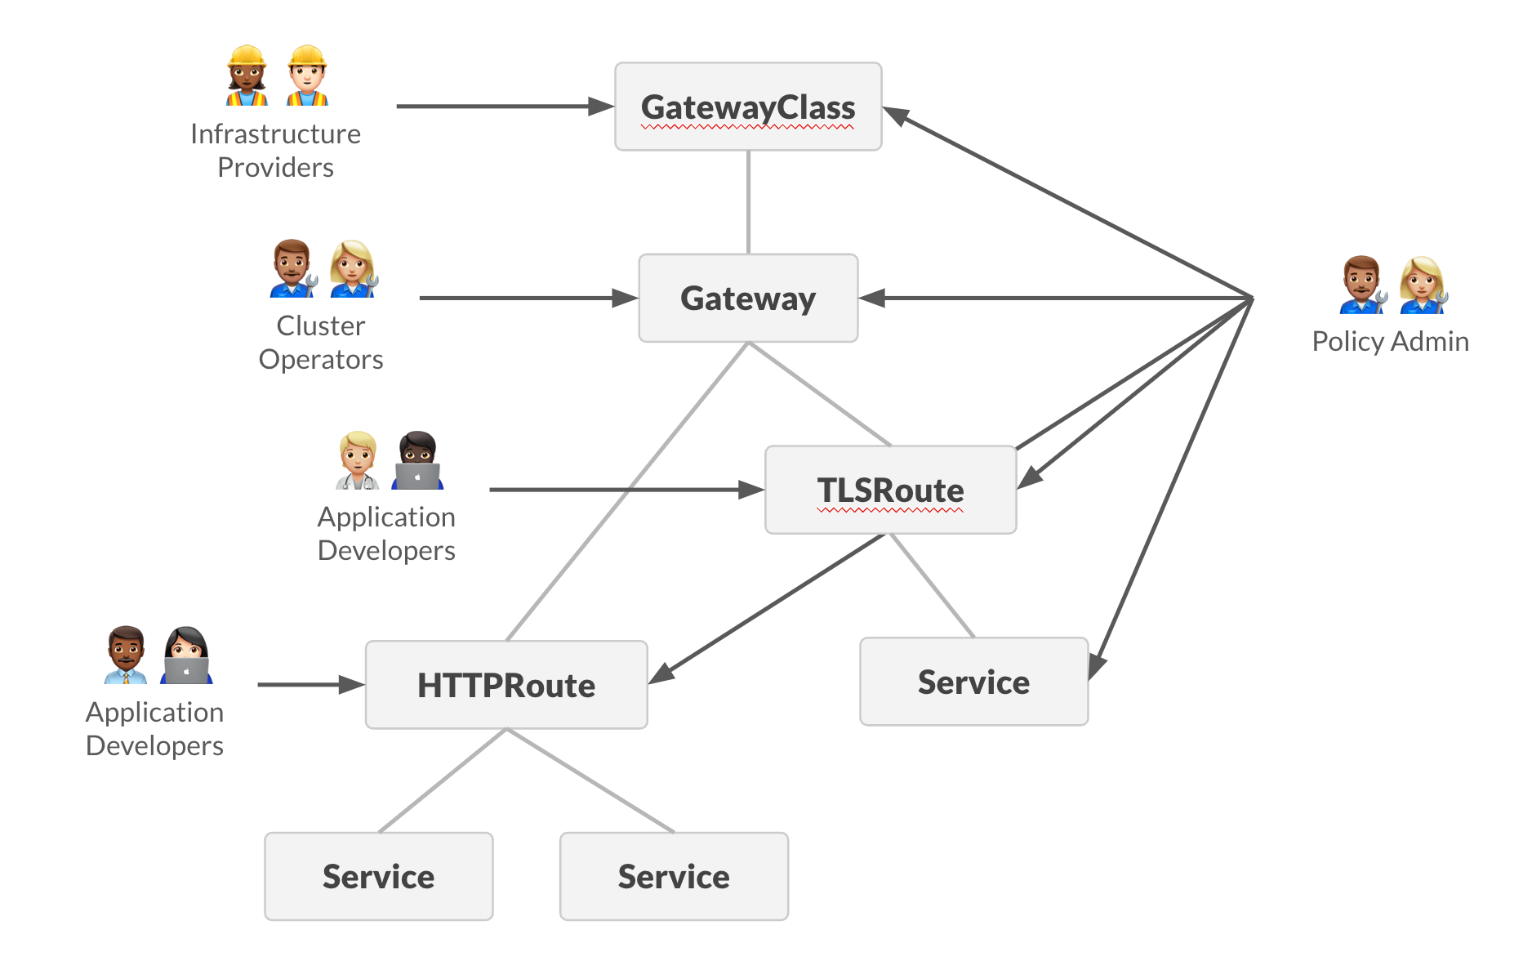 Infrastructure
Providers
GatewayClass
Cluster
Operators
Gateway
Policy Admin
Application
Developers
TLSRoute
Application
Developers
HTTPRoute
Service
Service
Service